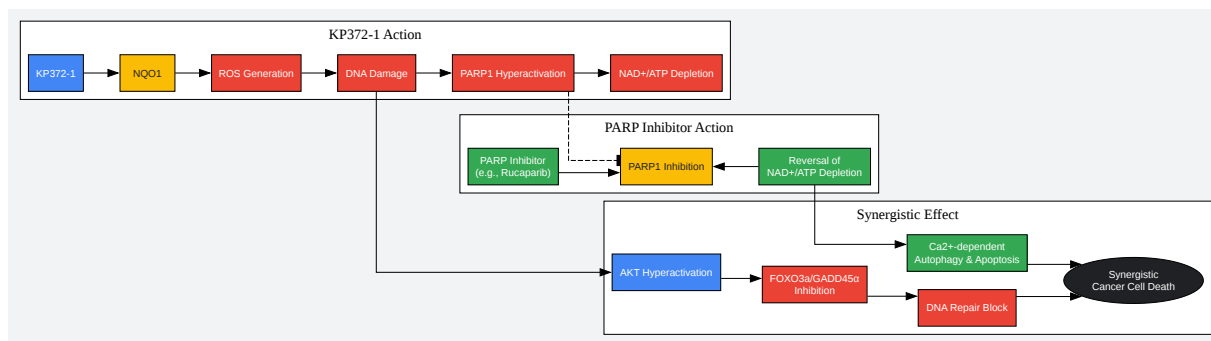 KP372-1 Action
KP372-1
NQO1
ROS Generation
DNA Damage
PARP1 Hyperactivation
NAD+/ATP Depletion
PARP Inhibitor Action
PARP Inhibitor
(e.g., Rucaparib)
PARP1 Inhibition
Reversal of
NAD+/ATP Depletion
Synergistic Effect
AKT Hyperactivation
FOXO3a/GADD45α
Inhibition
Ca2+-dependent
Autophagy & Apoptosis
DNA Repair Block
Synergistic
Cancer Cell Death